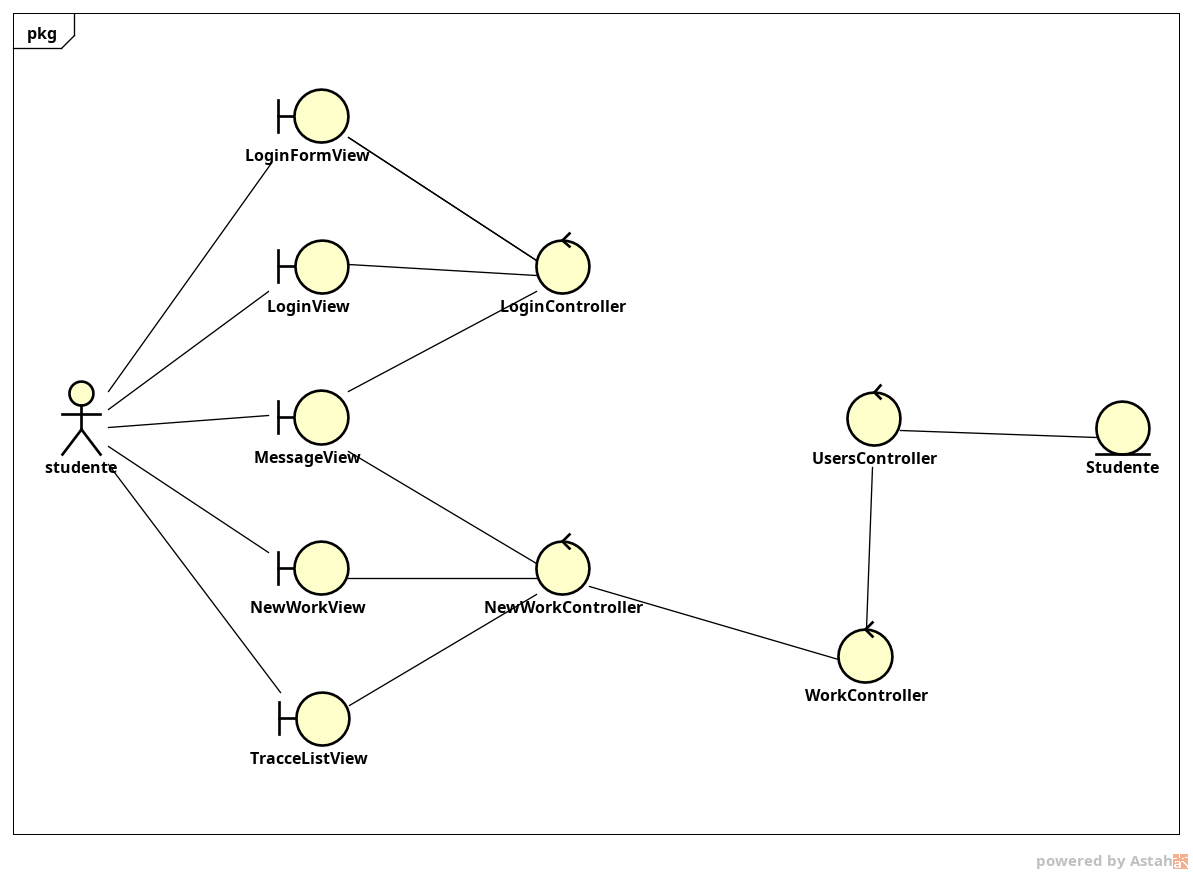 pkg
LoginFormView
LoginView
LoginController
MessageView
studente
UsersController
Studente
NewWorkView
NewWorkController
WorkController
TracceListView
powered by Astah